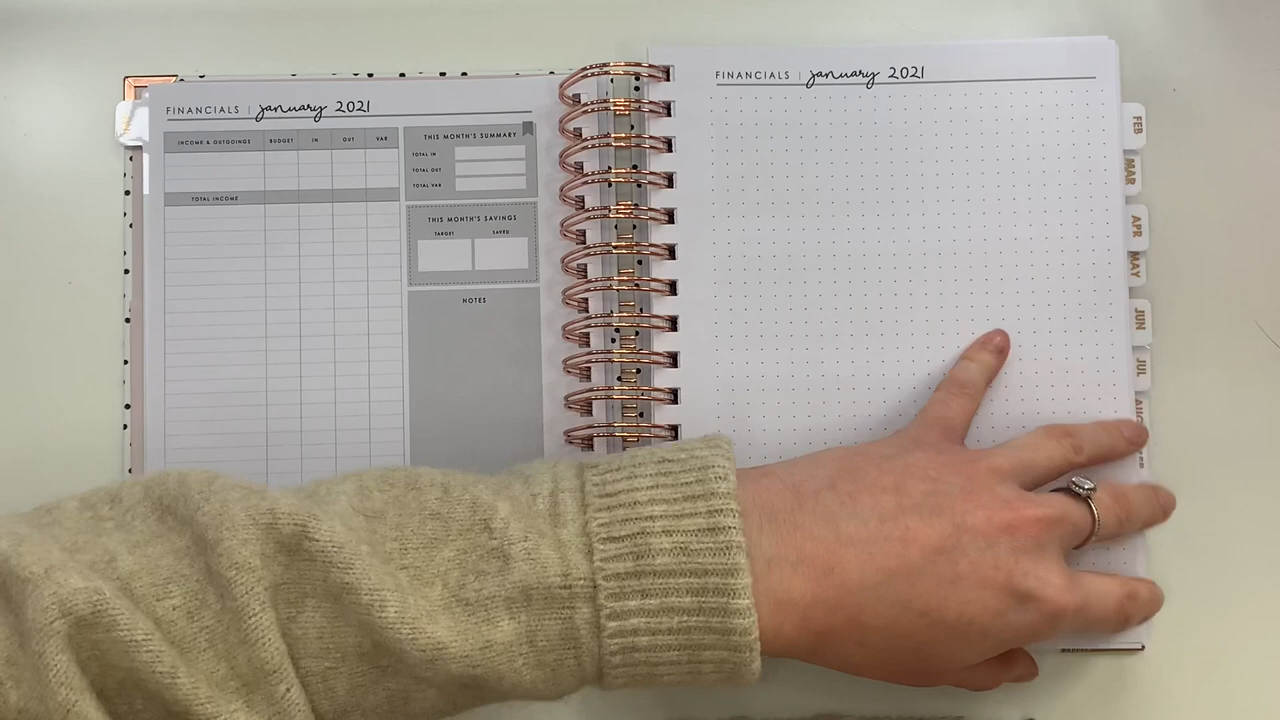 FINANCIALS | january 2021
INCOME & OUTGOINGS BUDGET IN OUT VAR
TOTAL INCOME
THIS MONTH'S SUMMARY
TOTAL IN
TOTAL OUT
TOTAL VAR
THIS MONTH'S SAVINGS
TARGET SAVED
NOTES
FINANCIALS | january 2021
FEB
MAR
APR
MAY
JUN
JUL
AUG